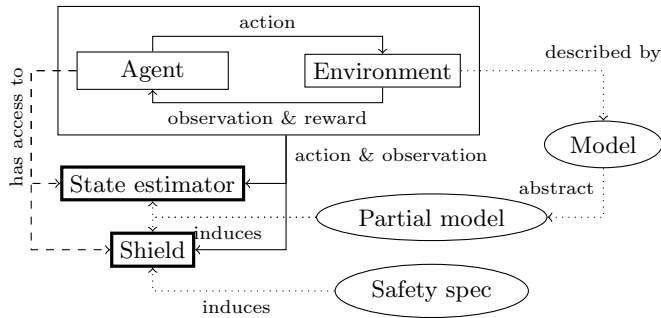 action
Agent
Environment
described by
observation & reward
has access to
action & observation
Model
State estimator
abstract
Partial model
induces
Shield
Safety spec
induces